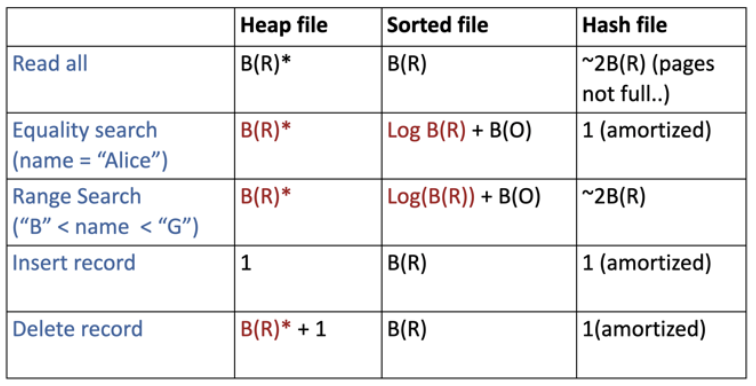 Heap file Sorted file Hash file
Read all B(R)* B(R) ~2B(R) (pages
not full..)
Equality search B(R)* Log B(R) + B(O) 1 (amortized)
(name = “Alice”)
Range Search B(R)* Log(B(R)) + B(O) ~2B(R)
(“B” < name < “G”)
Insert record 1 B(R) 1 (amortized)
Delete record B(R)* + 1 B(R) 1(amortized)